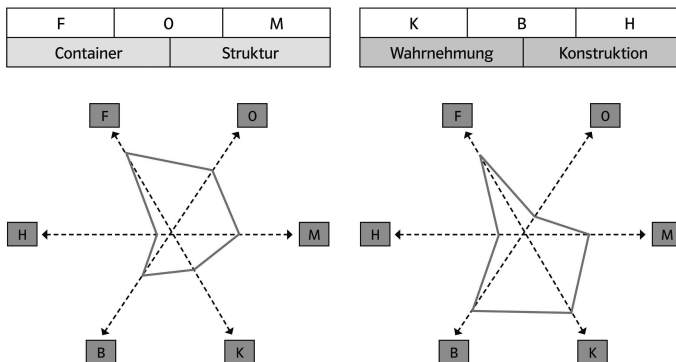 F O M
Container Struktur
K B H
Wahrnehmung Konstruktion
F O
H M
B K
F O
H M
B K